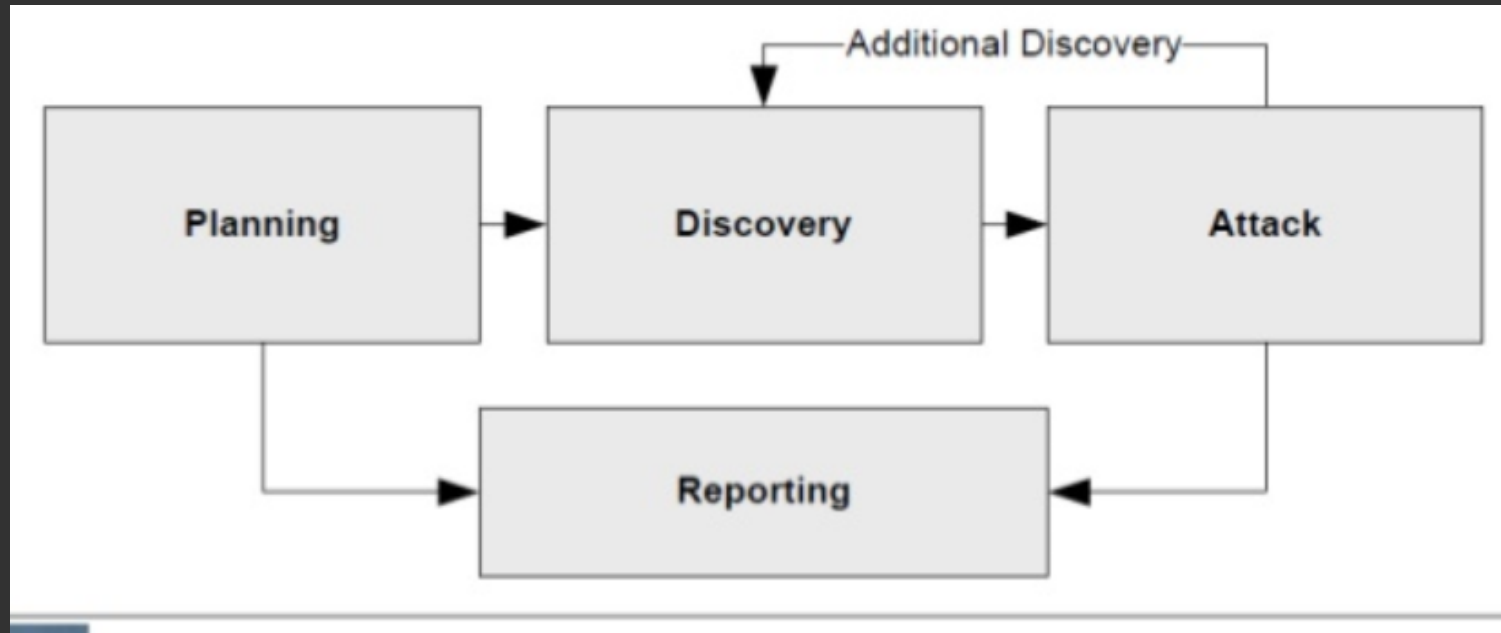 Additional Discovery
Planning
Discovery
Attack
Reporting